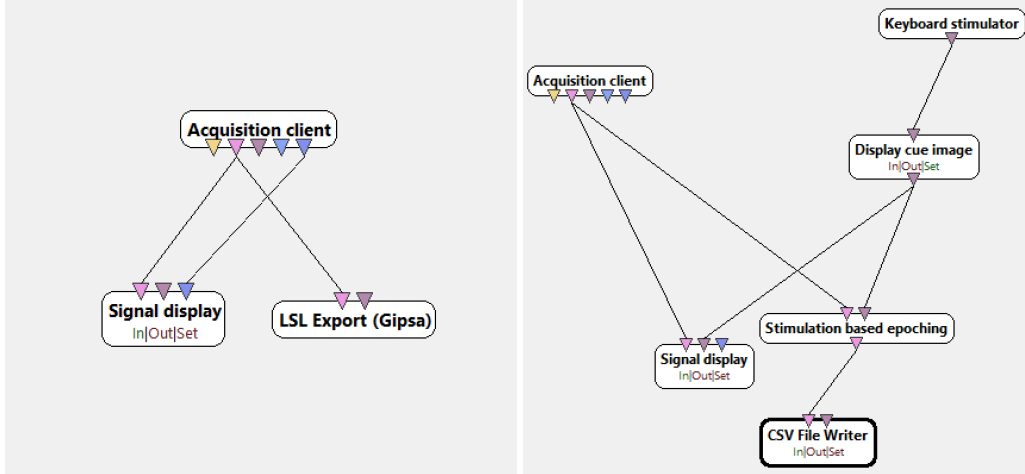 Acquisition client
Signal display
In|Out|Set
LSL Export (Gipsa)
Keyboard stimulator
Acquisition client
Display cue image
In|Out|Set
Stimulation based epoching
Signal display
In|Out|Set
CSV File Writer
In|Out|Set